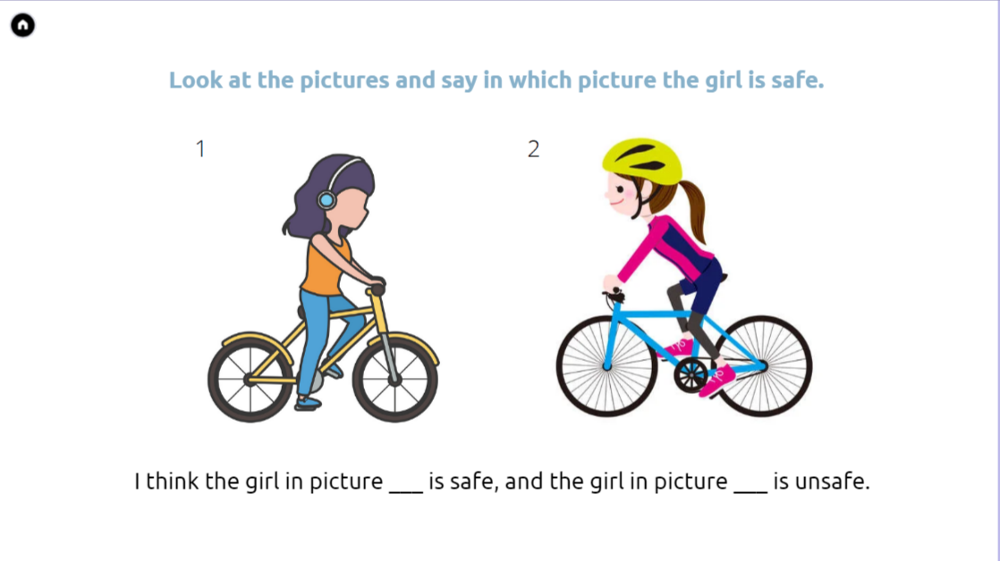 Look at the pictures and say in which picture the girl is safe.
1
2
I think the girl in picture ___ is safe, and the girl in picture ___ is unsafe.